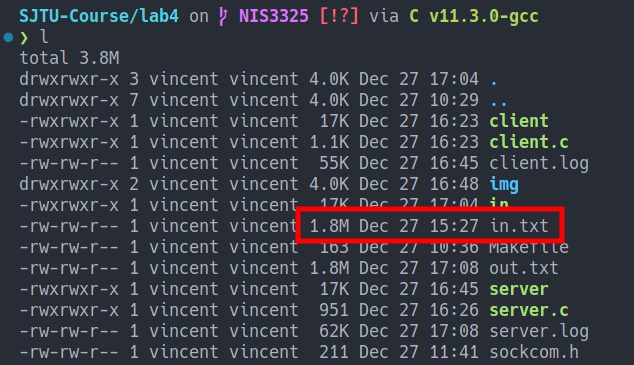 SJTU-Course/lab4 on NIS3325 [!?] via C v11.3.0-gcc
❯ l
total 3.8M
drwxrwxr-x 3 vincent vincent 4.0K Dec 27 17:04 .
drwxrwxr-x 7 vincent vincent 4.0K Dec 27 10:29 ..
-rwxrwxr-x 1 vincent vincent 17K Dec 27 16:23 client
-rwxrwxr-x 1 vincent vincent 1.1K Dec 27 16:23 client.c
-rw-rw-r-- 1 vincent vincent 55K Dec 27 16:45 client.log
drwxrwxr-x 2 vincent vincent 4.0K Dec 27 16:48 img
-rwxrwxr-x 1 vincent vincent 17K Dec 27 17:04 in
-rw-rw-r-- 1 vincent vincent 1.8M Dec 27 15:27 in.txt
-rw-rw-r-- 1 vincent vincent 163 Dec 27 10:36 Makefile
-rw-rw-r-- 1 vincent vincent 1.8M Dec 27 17:08 out.txt
-rwxrwxr-x 1 vincent vincent 17K Dec 27 16:45 server
-rwxrwxr-x 1 vincent vincent 951 Dec 27 16:26 server.c
-rw-rw-r-- 1 vincent vincent 62K Dec 27 17:08 server.log
-rw-rw-r-- 1 vincent vincent 211 Dec 27 11:41 sockcom.h